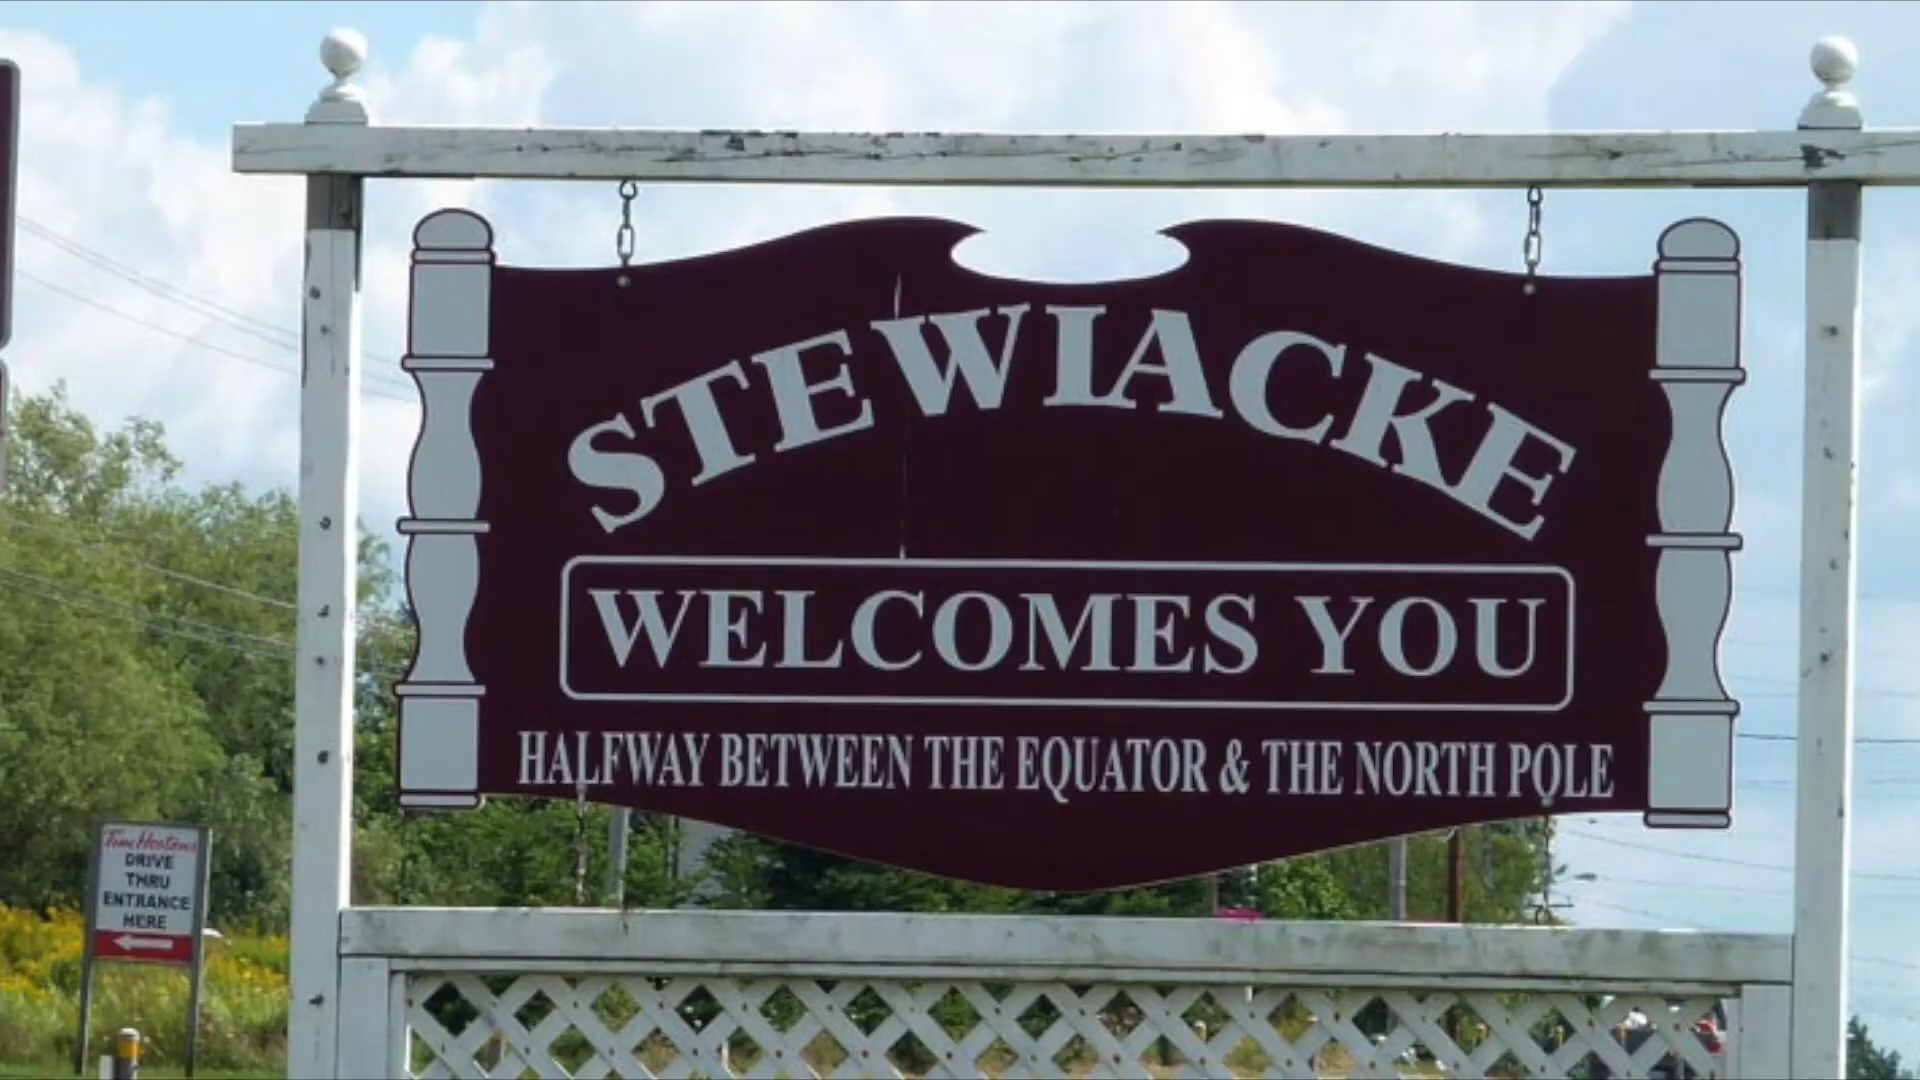 STEWIACKE
WELCOMES YOU
HALFWAY BETWEEN THE EQUATOR & THE NORTH POLE
Tim Hortons
DRIVE
THRU
ENTRANCE
HERE